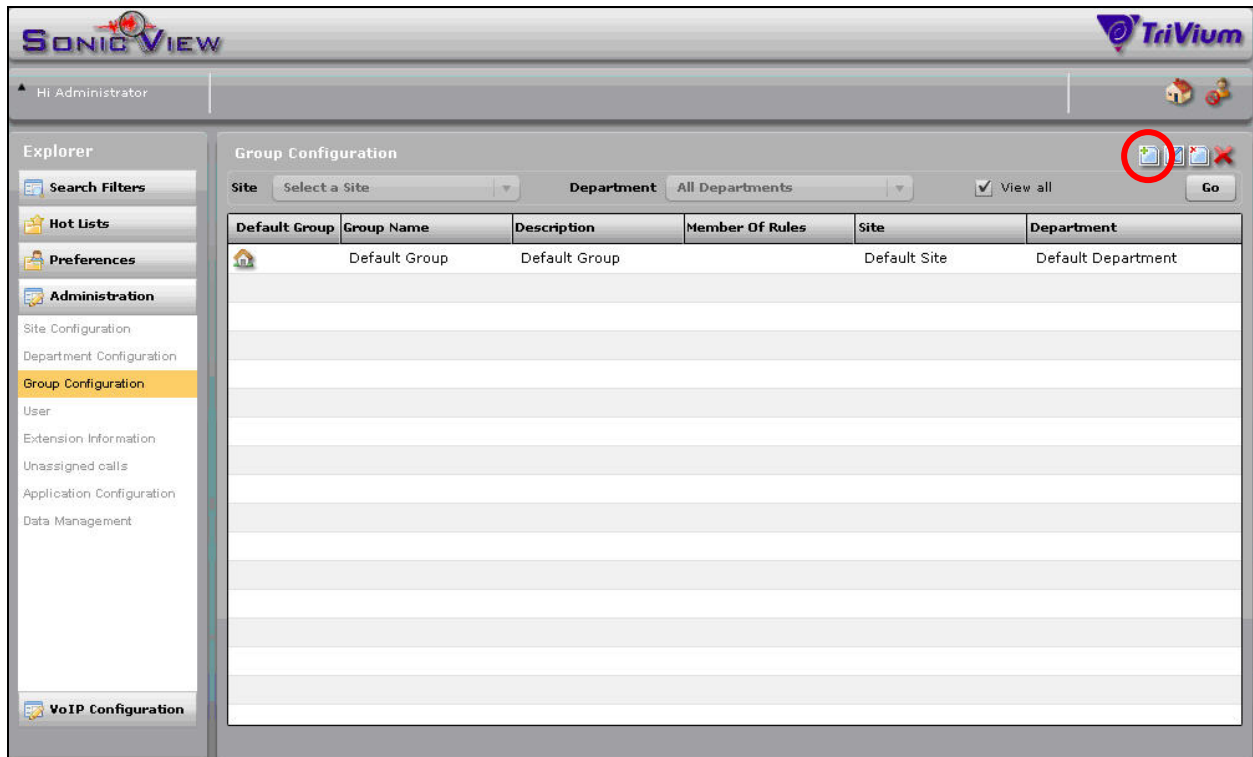 SONICVIEW
TriVium
Hi Administrator
Explorer
Search Filters
Hot Lists
Preferences
Administration
Site Configuration
Department Configuration
Group Configuration
User
Extension Information
Unassigned calls
Application Configuration
Data Management
VoIP Configuration
Group Configuration
Site Select a Site Department All Departments View all Go
Default Group Group Name Description Member Of Rules Site Department
Default Group Default Group Default Site Default Department